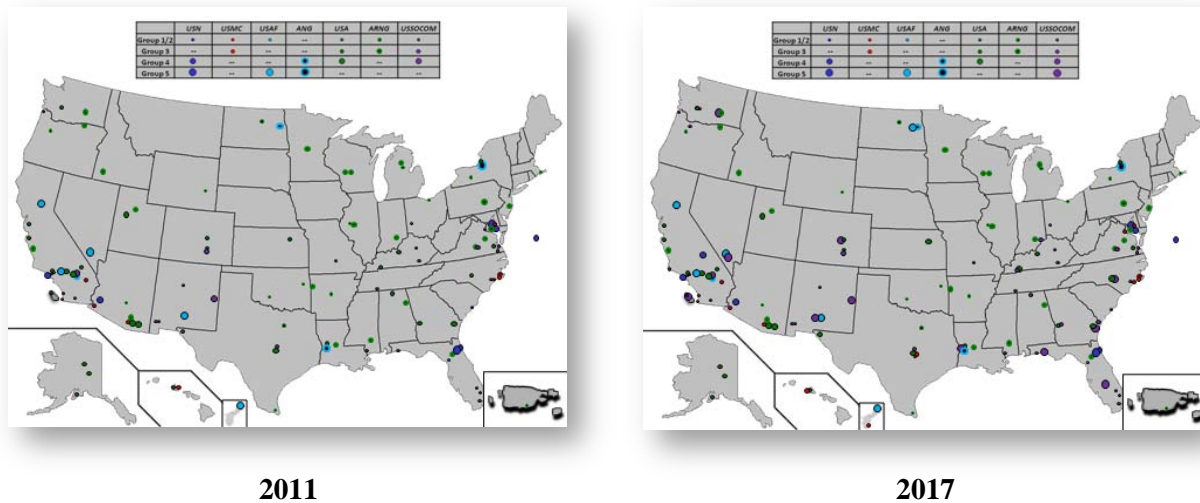 USN USMC USAF ANG USA ARNG USSOCOM
Group 1/2 --
Group 3 -- -- --
Group 4 -- -- --
Group 5 -- -- -- --
USN USMC USAF ANG USA ARNG USSOCOM
Group 1/2 --
Group 3 -- -- --
Group 4 -- -- --
Group 5 -- -- --
2011
2017